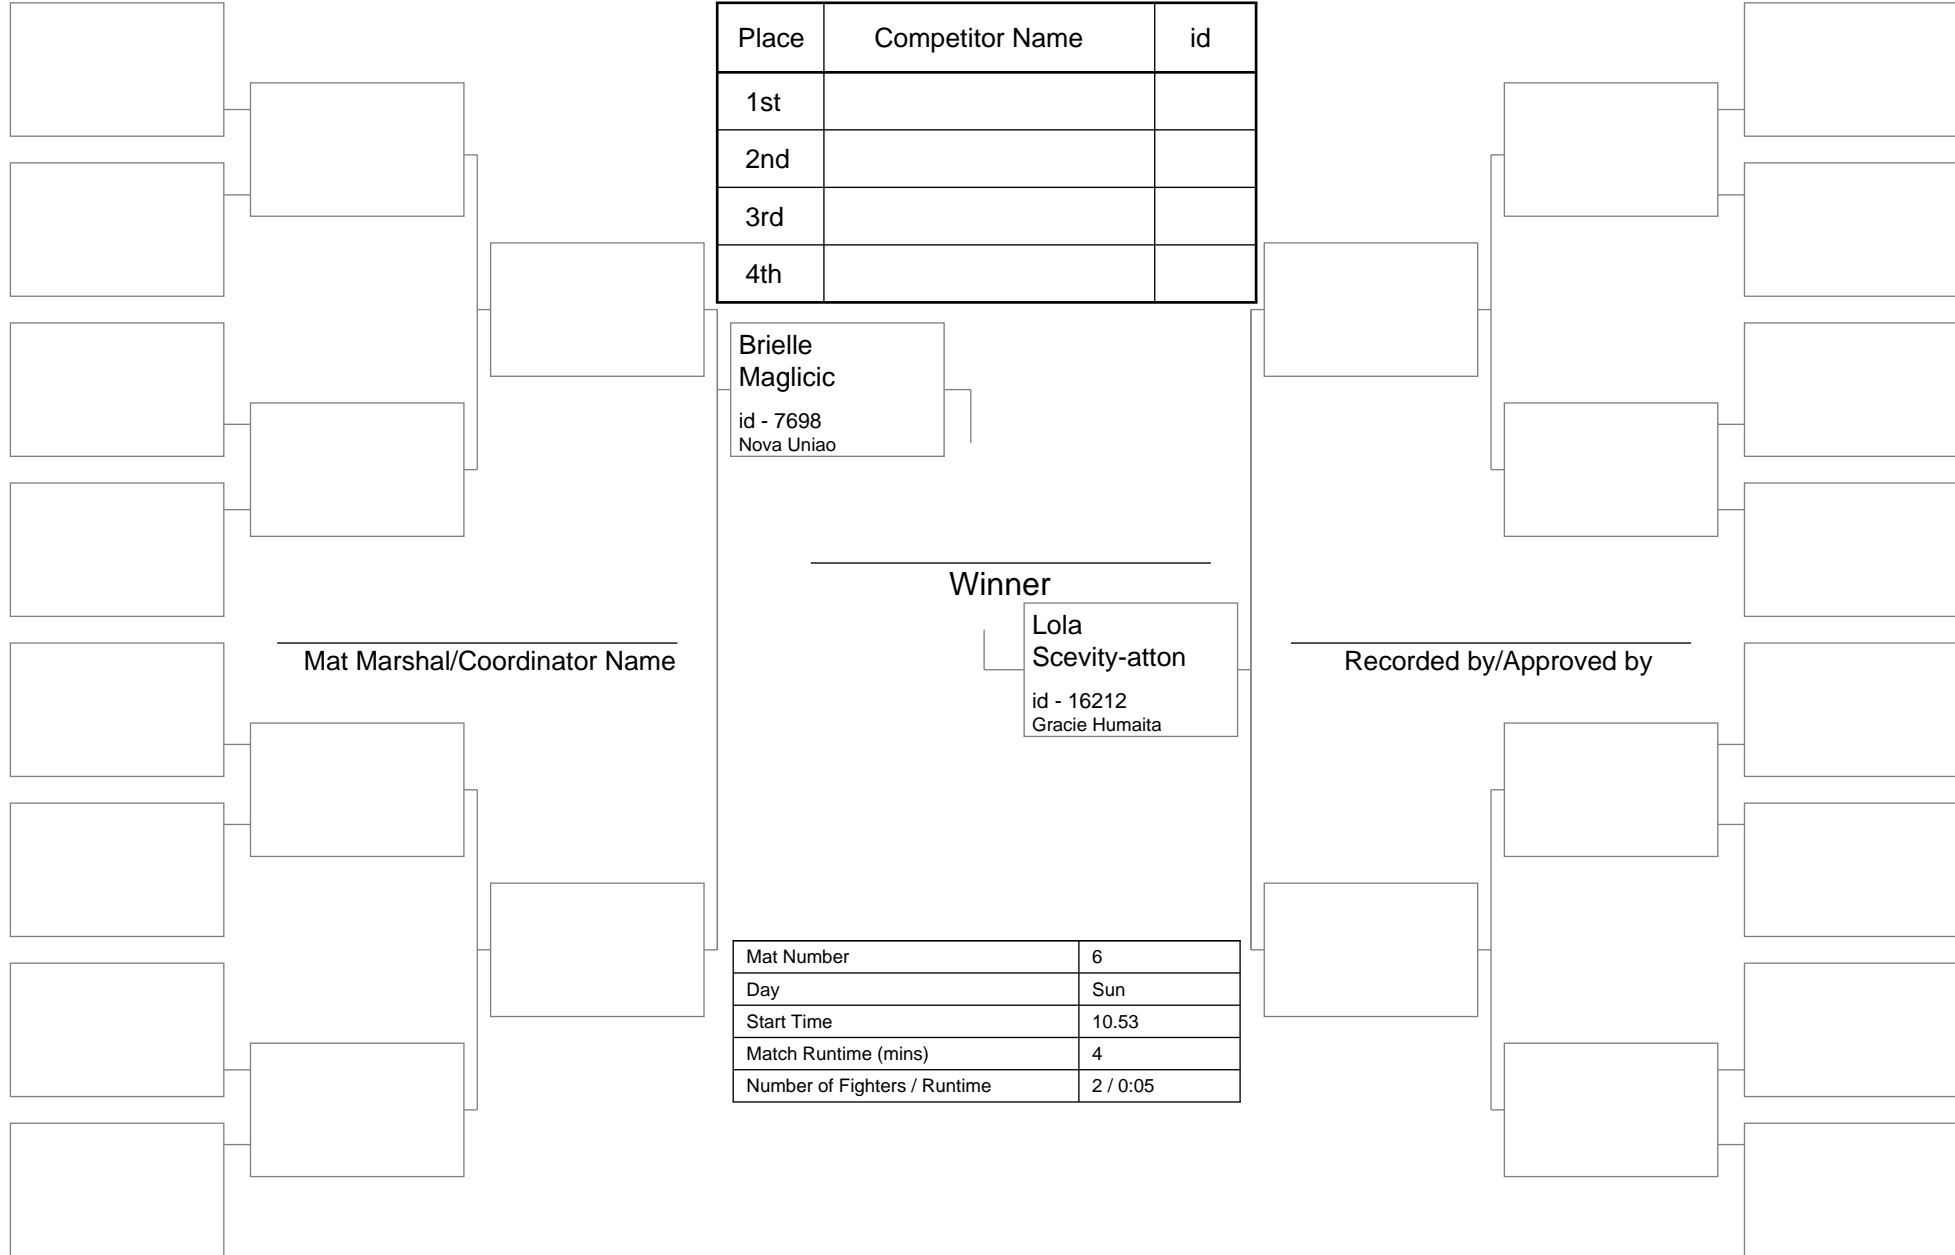 Place Competitor Name id
1st
2nd
3rd
4th
Brielle
Maglicic
id - 7698
Nova Uniao
Winner
Lola
Scevity-atton
id - 16212
Gracie Humaita
Mat Marshal/Coordinator Name
Recorded by/Approved by
Mat Number 6
Day Sun
Start Time 10.53
Match Runtime (mins) 4
Number of Fighters / Runtime 2 / 0:05